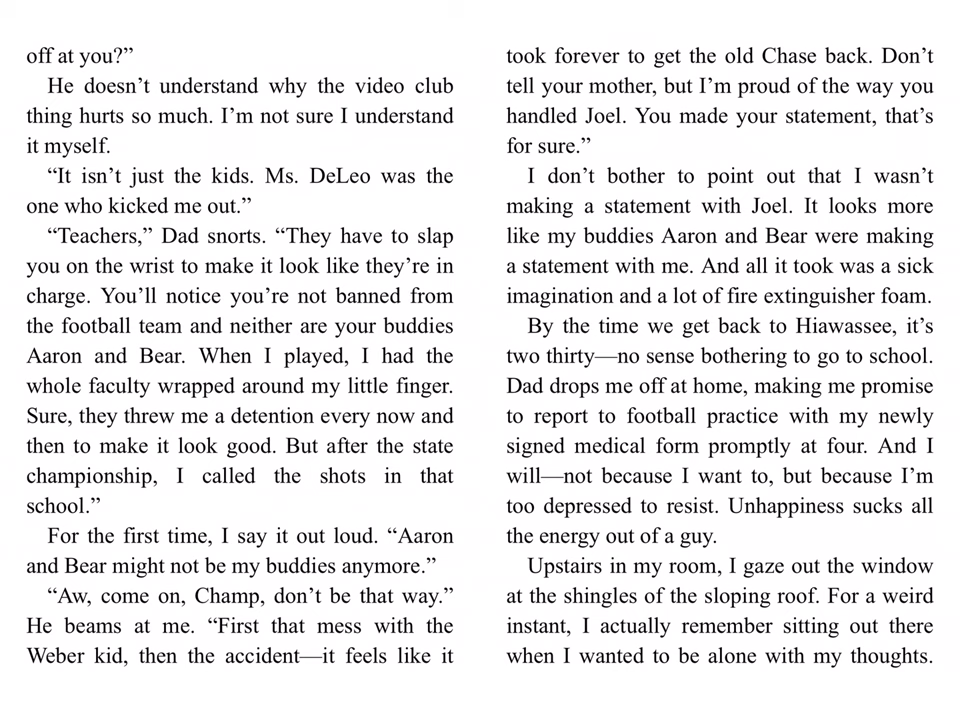 off at you?”
He doesn’t understand why the video club
thing hurts so much. I’m not sure I understand
it myself.
“It isn’t just the kids. Ms. DeLeo was the
one who kicked me out.”
“Teachers,” Dad snorts. “They have to slap
you on the wrist to make it look like they’re in
charge. You’ll notice you’re not banned from
the football team and neither are your buddies
Aaron and Bear. When I played, I had the
whole faculty wrapped around my little finger.
Sure, they threw me a detention every now and
then to make it look good. But after the state
championship, I called the shots in that
school.”
For the first time, I say it out loud. “Aaron
and Bear might not be my buddies anymore.”
“Aw, come on, Champ, don’t be that way.”
He beams at me. “First that mess with the
Weber kid, then the accident—it feels like it
took forever to get the old Chase back. Don’t
tell your mother, but I’m proud of the way you
handled Joel. You made your statement, that’s
for sure.”
I don’t bother to point out that I wasn’t
making a statement with Joel. It looks more
like my buddies Aaron and Bear were making
a statement with me. And all it took was a sick
imagination and a lot of fire extinguisher foam.
By the time we get back to Hiawassee, it’s
two thirty—no sense bothering to go to school.
Dad drops me off at home, making me promise
to report to football practice with my newly
signed medical form promptly at four. And I
will—not because I want to, but because I’m
too depressed to resist. Unhappiness sucks all
the energy out of a guy.
Upstairs in my room, I gaze out the window
at the shingles of the sloping roof. For a weird
instant, I actually remember sitting out there
when I wanted to be alone with my thoughts.